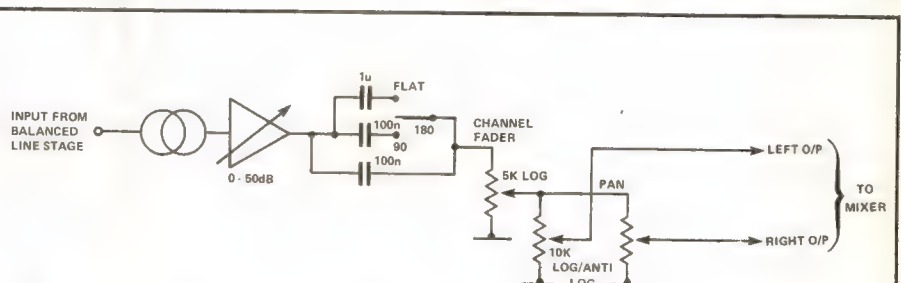 INPUT FROM
BALANCED
LINE STAGE
0 - 50dB
1u
FLAT
100n
90
180
100n
CHANNEL
FADER
5K LOG
PAN
10K
LOG/ANTI
LOG
LEFT O/P
RIGHT O/P
TO
MIXER